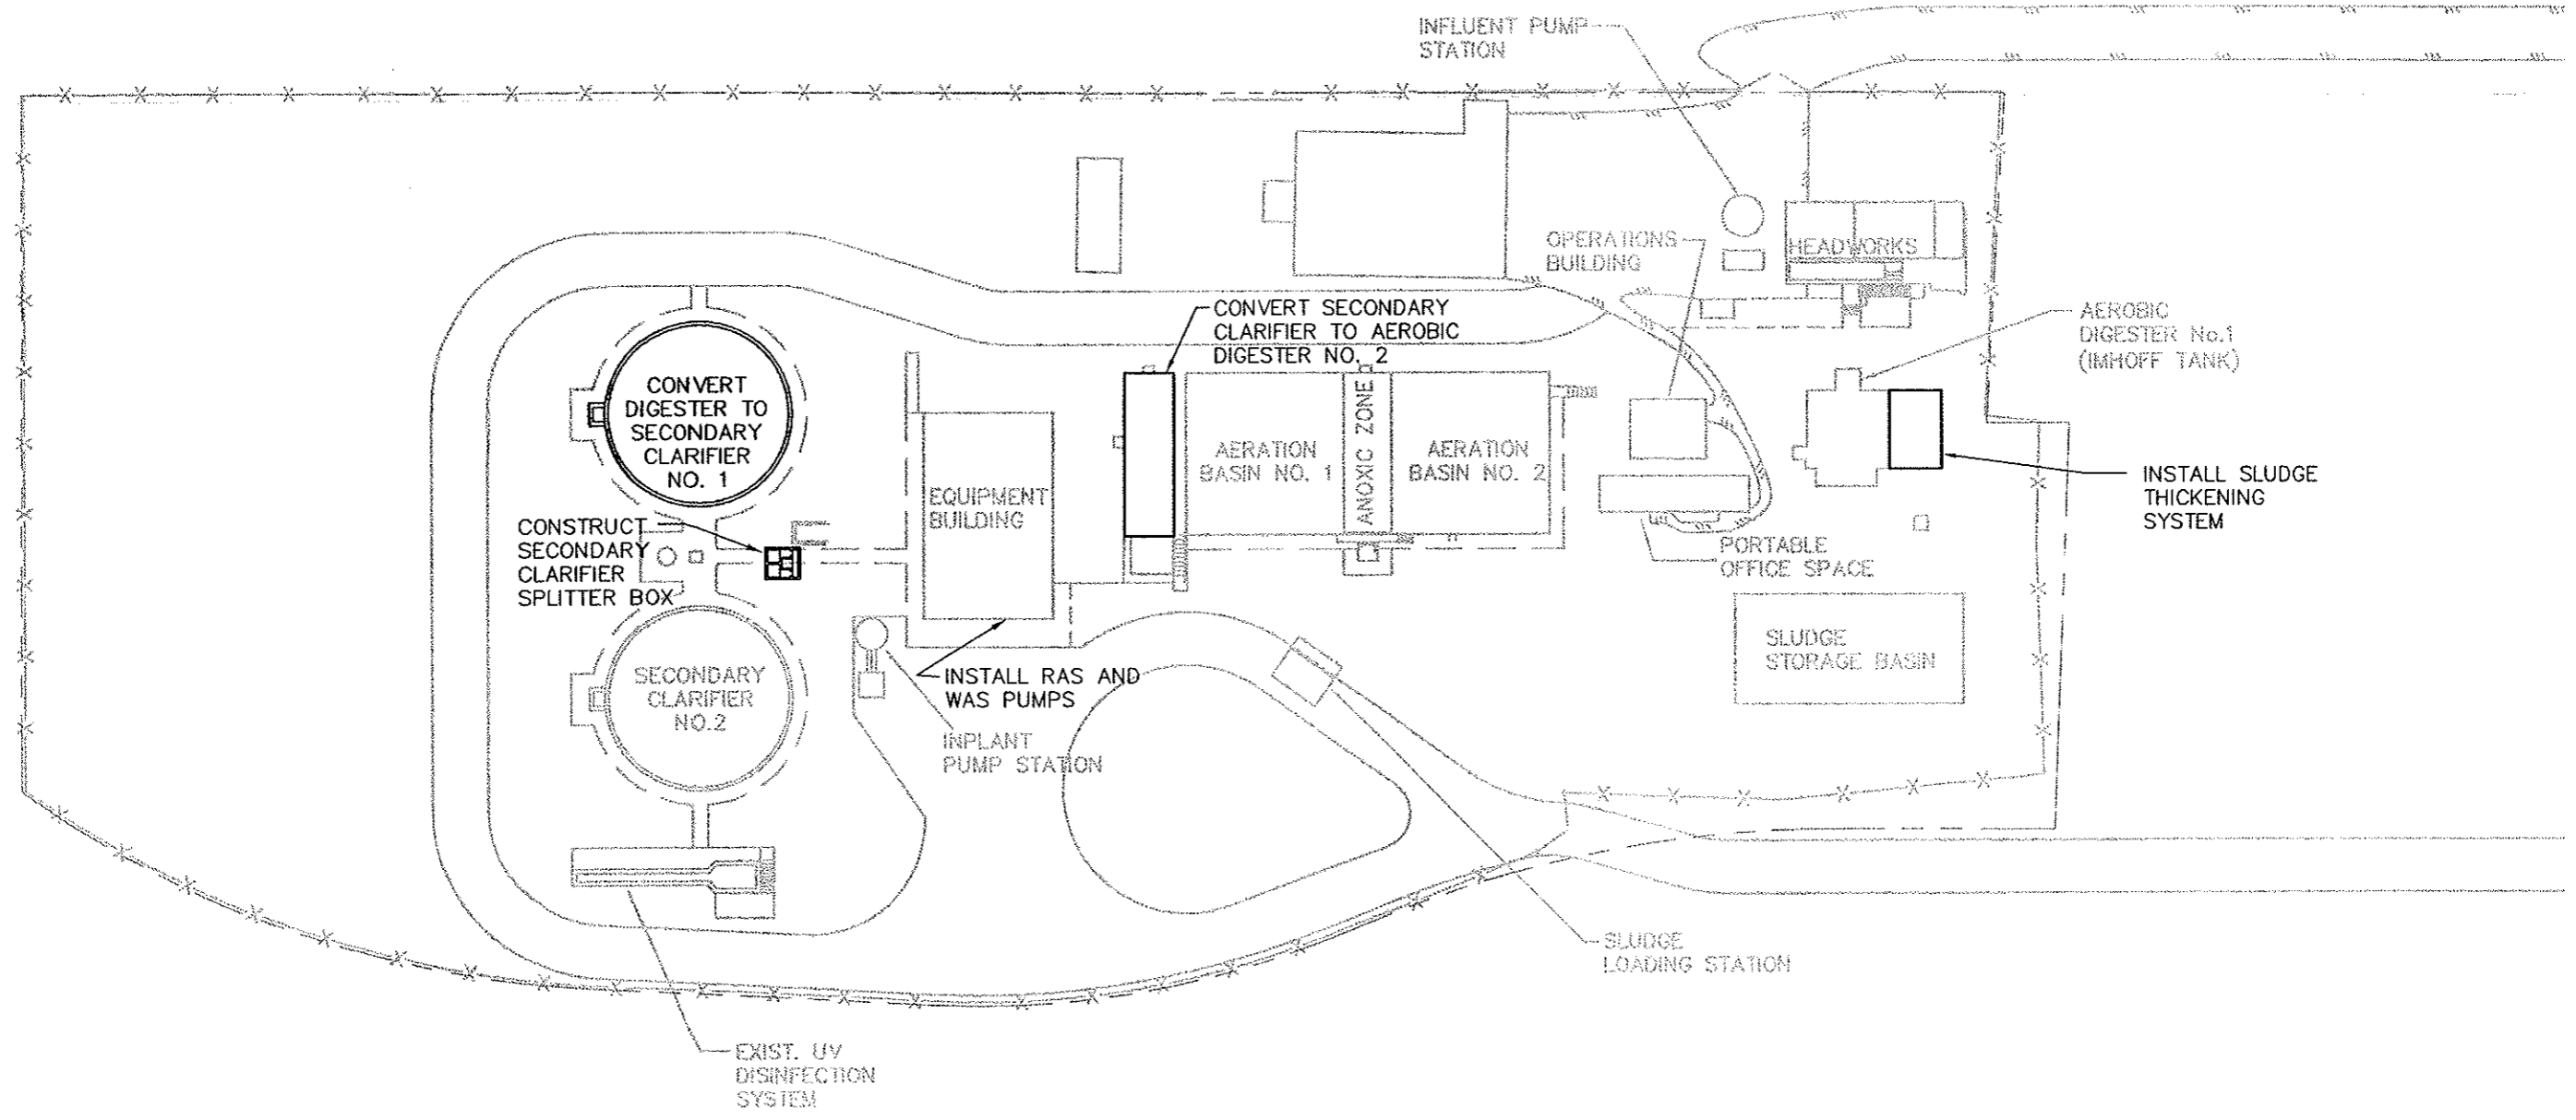 INFLUENT PUMP
STATION
OPERATIONS
BUILDING
HEADWORKS
CONVERT SECONDARY
CLARIFIER TO AEROBIC
DIGESTER NO. 2
AEROBIC
DIGESTER No.1
(IMHOFF TANK)
CONVERT
DIGESTER TO
SECONDARY
CLARIFIER
NO. 1
EQUIPMENT
BUILDING
AERATION
BASIN NO. 1
ANOXIC ZONE
AERATION
BASIN NO. 2
INSTALL SLUDGE
THICKENING
SYSTEM
CONSTRUCT
SECONDARY
CLARIFIER
SPLITTER BOX
PORTABLE
OFFICE SPACE
SLUDGE
STORAGE BASIN
SECONDARY
CLARIFIER
NO.2
INSTALL RAS AND
WAS PUMPS
INPLANT
PUMP STATION
SLUDGE
LOADING STATION
EXIST. UV
DISINFECTION
SYSTEM